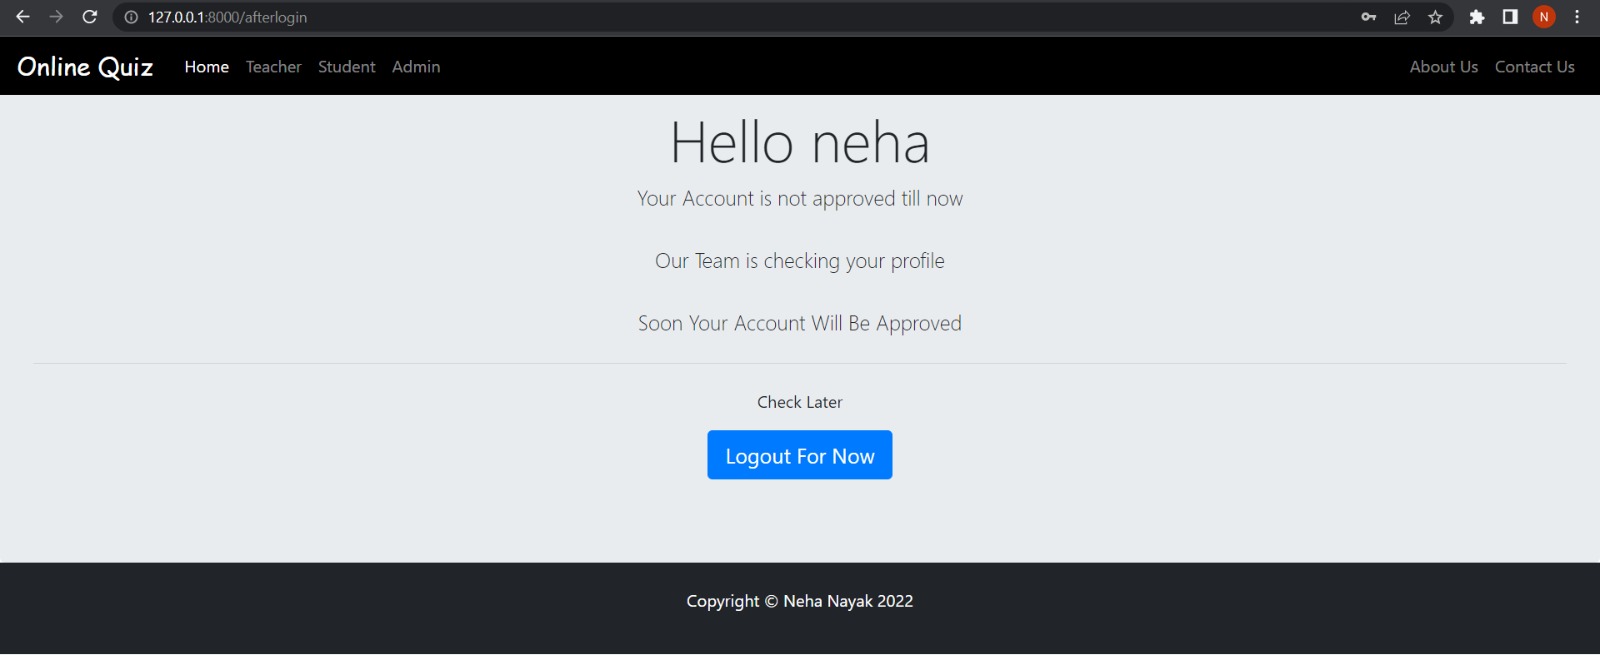 127.0.0.1:8000/afterlogin
N
Online Quiz Home Teacher Student Admin About Us Contact Us
Hello neha
Your Account is not approved till now
Our Team is checking your profile
Soon Your Account Will Be Approved
Check Later
Logout For Now
Copyright © Neha Nayak 2022